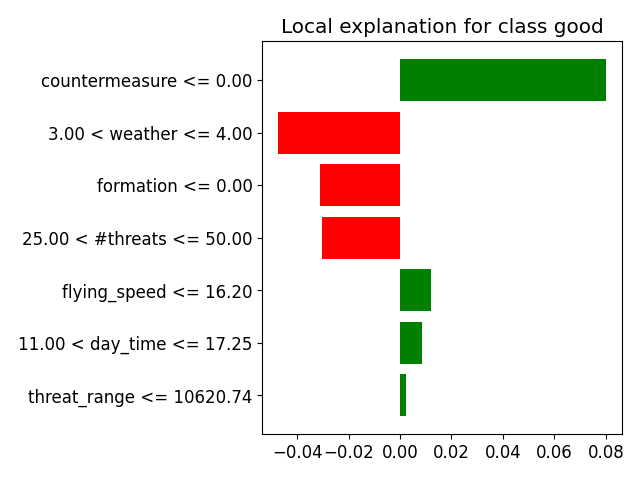 Local explanation for class good
countermeasure <= 0.00
3.00 < weather <= 4.00
formation <= 0.00
25.00 < #threats <= 50.00
flying_speed <= 16.20
11.00 < day_time <= 17.25
threat_range <= 10620.74
−0.04 −0.02 0.00 0.02 0.04 0.06 0.08